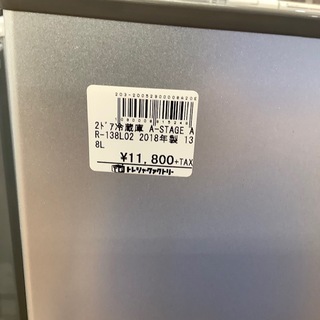 2ﾄﾞｱ冷蔵庫 A-STAGE A
R-138L02 2018年製 13
8L
¥11,800+TAX
トレジャーファクトリー